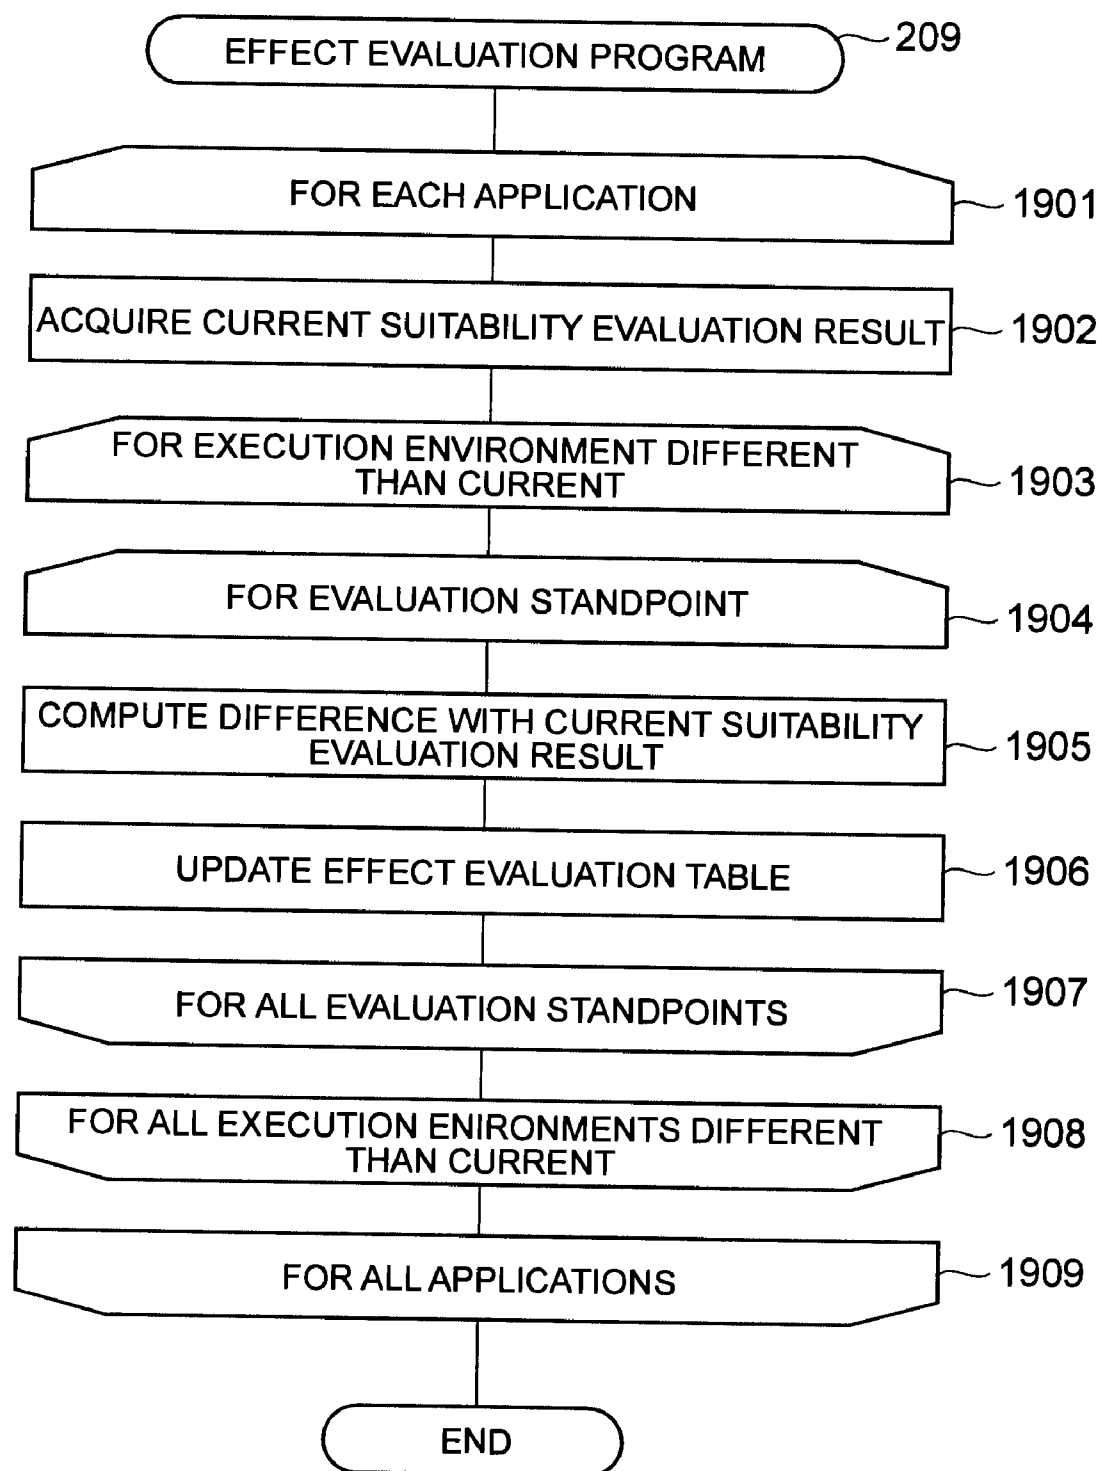 EFFECT EVALUATION PROGRAM
209
FOR EACH APPLICATION
1901
ACQUIRE CURRENT SUITABILITY EVALUATION RESULT
1902
FOR EXECUTION ENVIRONMENT DIFFERENT
THAN CURRENT
1903
FOR EVALUATION STANDPOINT
1904
COMPUTE DIFFERENCE WITH CURRENT SUITABILITY
EVALUATION RESULT
1905
UPDATE EFFECT EVALUATION TABLE
1906
FOR ALL EVALUATION STANDPOINTS
1907
FOR ALL EXECUTION ENIRONMENTS DIFFERENT
THAN CURRENT
1908
FOR ALL APPLICATIONS
1909
END